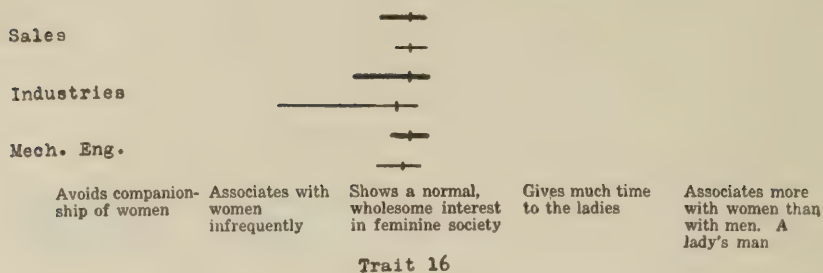 Sales
Industries
Mech. Eng.
Avoids companion-
ship of women
Associates with
women
infrequently
Shows a normal,
wholesome interest
in feminine society
Gives much time
to the ladies
Associates more
with women than
with men. A
lady's man
Trait 16